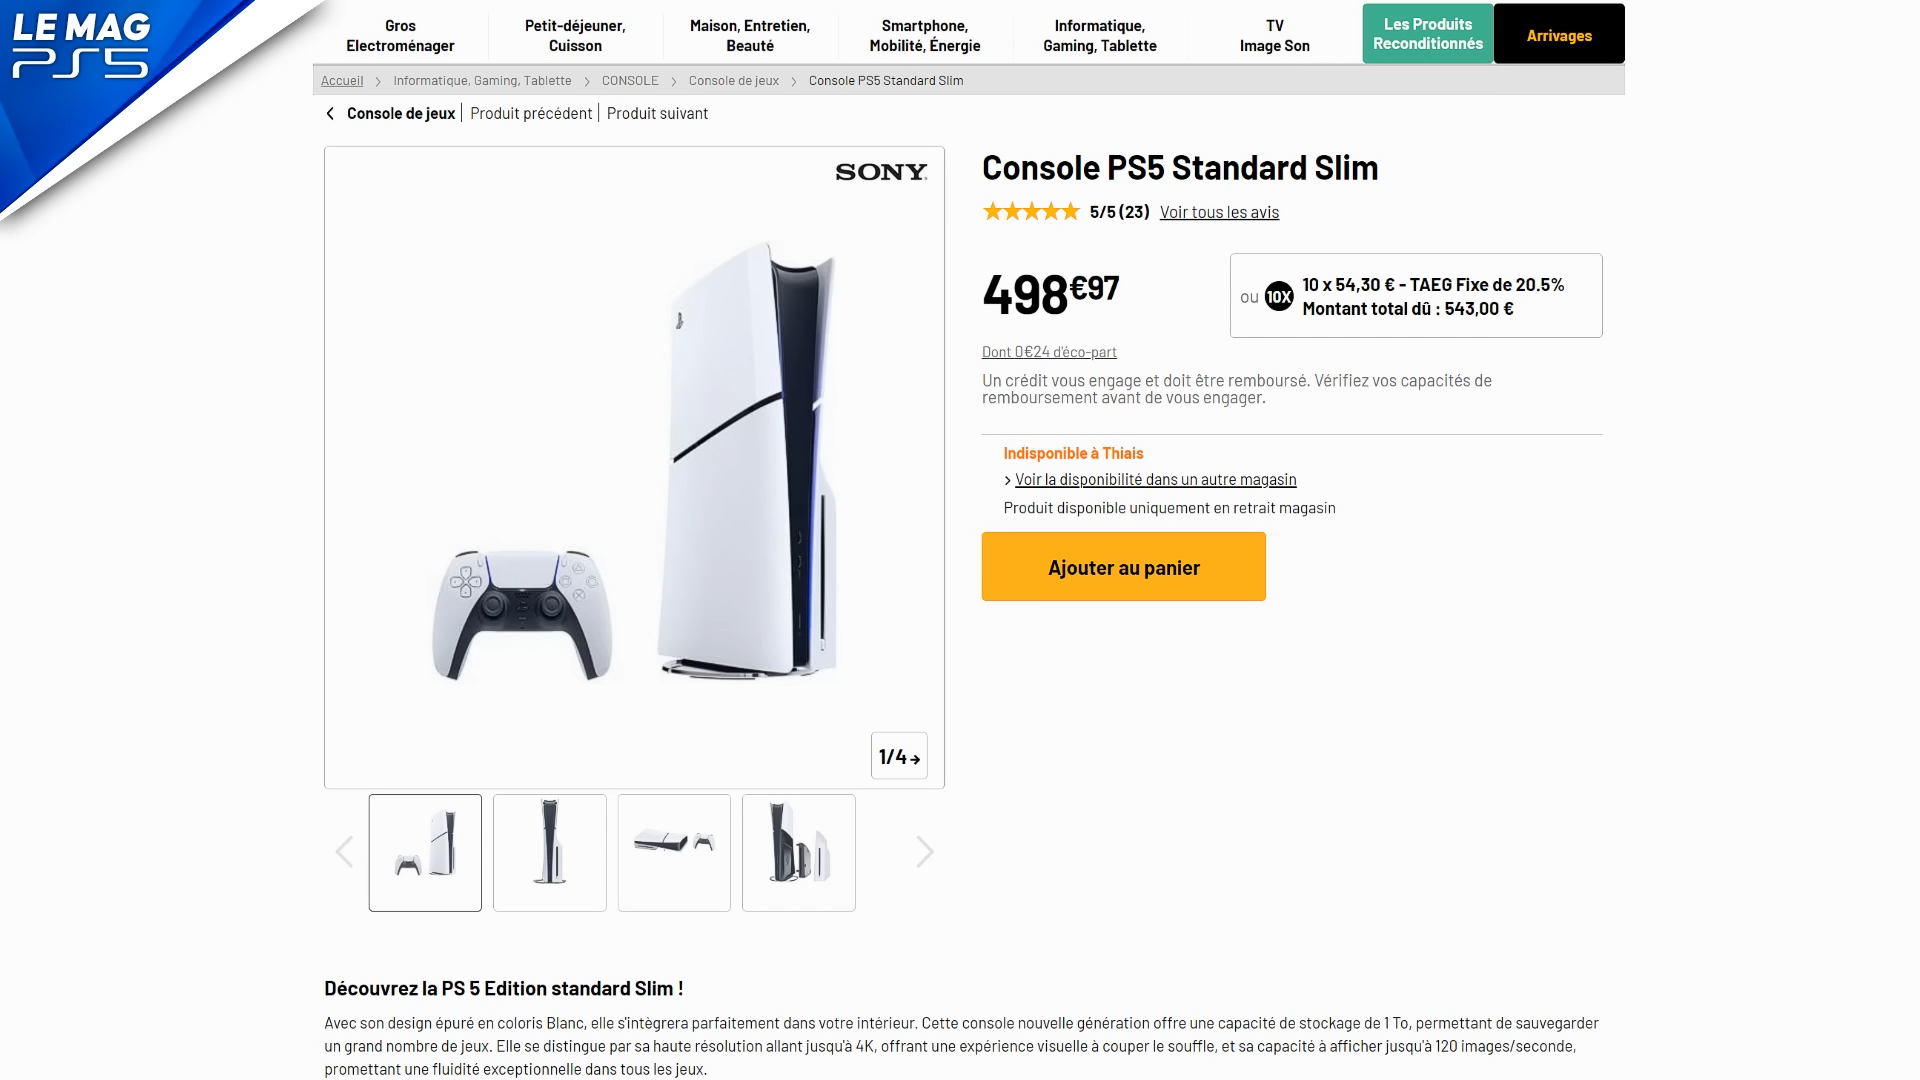 LE MAG
PS5
Gros
Electroménager
Petit-déjeuner,
Cuisson
Maison, Entretien,
Beauté
Smartphone,
Mobilité, Énergie
Informatique,
Gaming, Tablette
TV
Image Son
Les Produits
Reconditionnés
Arrivages
Accueil > Informatique, Gaming, Tablette > CONSOLE > Console de jeux > Console PS5 Standard Slim
Console de jeux | Produit précédent | Produit suivant
SONY
Console PS5 Standard Slim
5/5 (23) Voir tous les avis
498€97
ou 10X 10 x 54,30 € - TAEG Fixe de 20.5%
Montant total dû : 543,00 €
Dont 0€24 d'éco-part
Un crédit vous engage et doit être remboursé. Vérifiez vos capacités de
remboursement avant de vous engager.
Indisponible à Thiais
> Voir la disponibilité dans un autre magasin
Produit disponible uniquement en retrait magasin
Ajouter au panier
1/4→
Découvrez la PS 5 Edition standard Slim !
Avec son design épuré en coloris Blanc, elle s'intègrera parfaitement dans votre intérieur. Cette console nouvelle génération offre une capacité de stockage de 1 To, permettant de sauvegarder
un grand nombre de jeux. Elle se distingue par sa haute résolution allant jusqu'à 4K, offrant une expérience visuelle à couper le souffle, et sa capacité à afficher jusqu'à 120 images/seconde,
promettant une fluidité exceptionnelle dans tous les jeux.